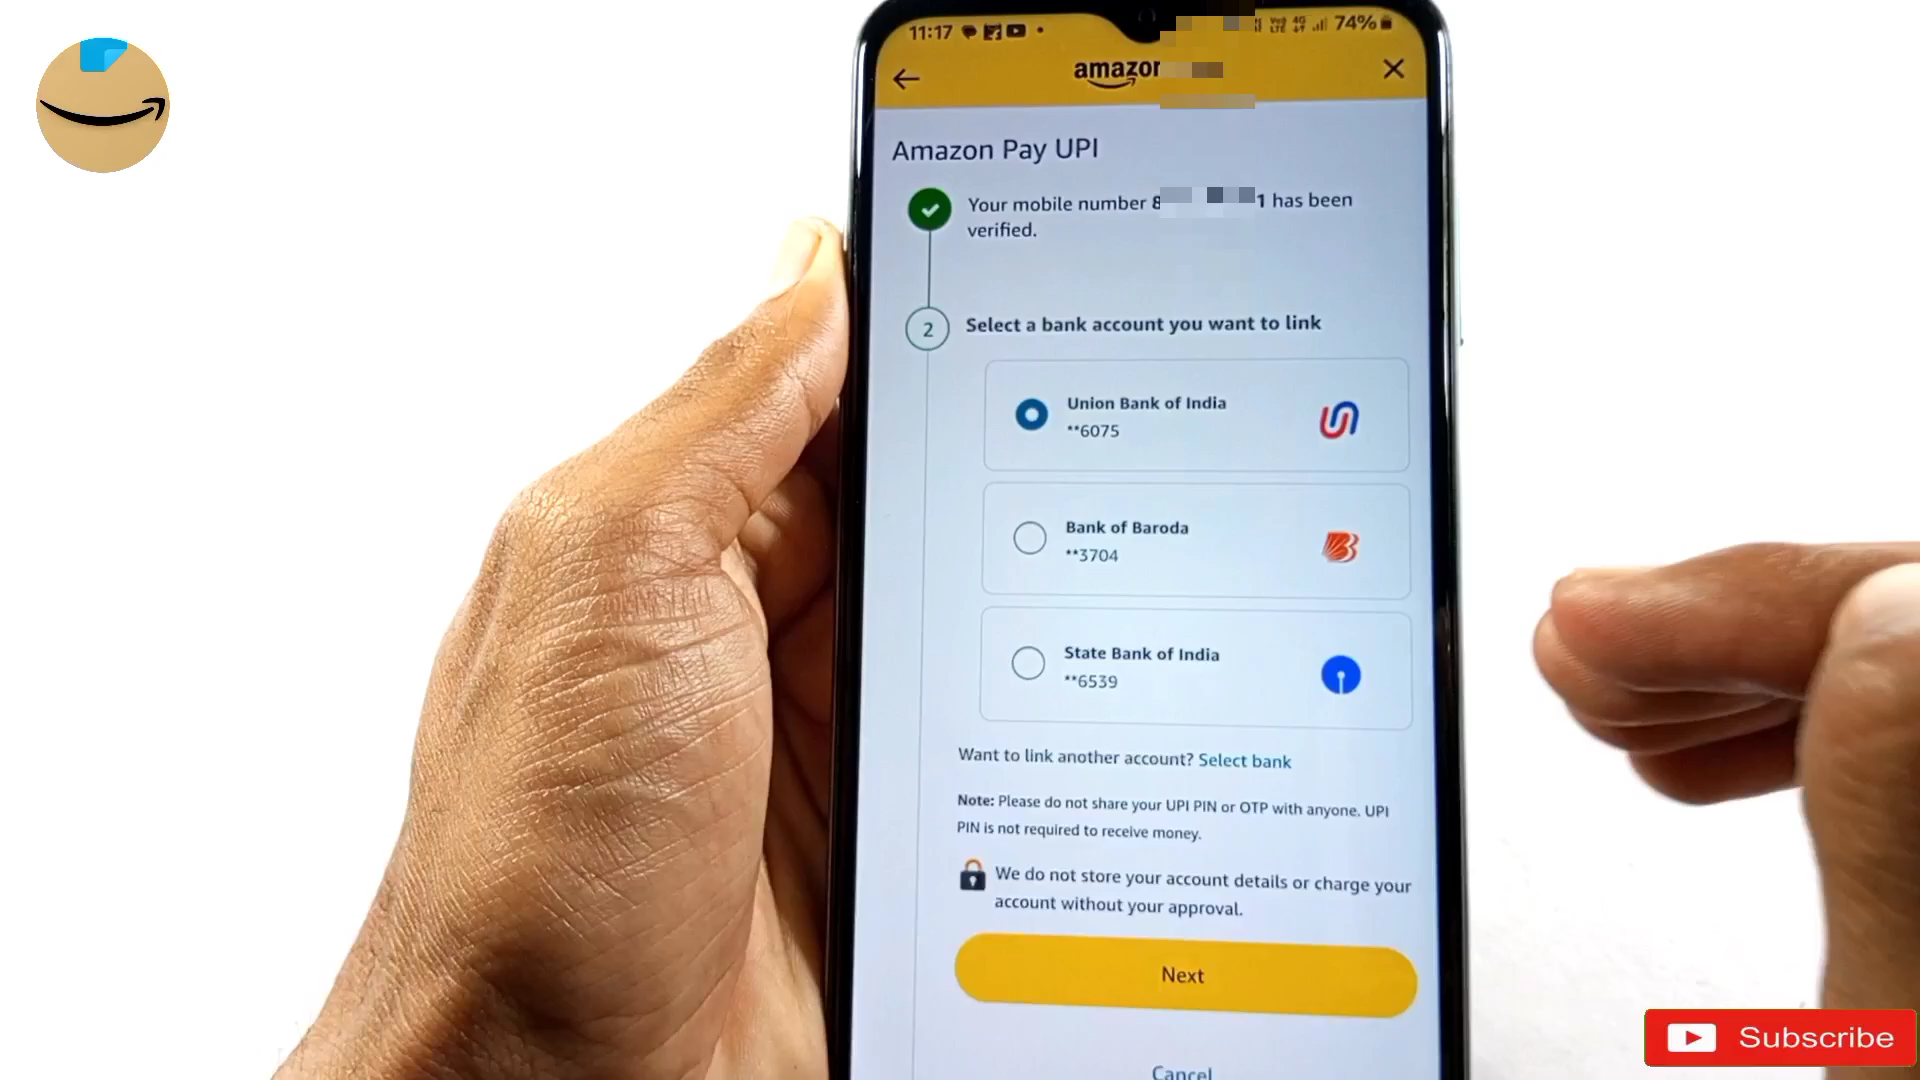 11:17
4G
74%
amazon
Amazon Pay UPI
Your mobile number 8 1 has been
verified.
2
Select a bank account you want to link
Union Bank of India
**6075
Bank of Baroda
**3704
State Bank of India
**6539
Want to link another account? Select bank
Note: Please do not share your UPI PIN or OTP with anyone. UPI
PIN is not required to receive money.
We do not store your account details or charge your
account without your approval.
Next
Cancel
Subscribe